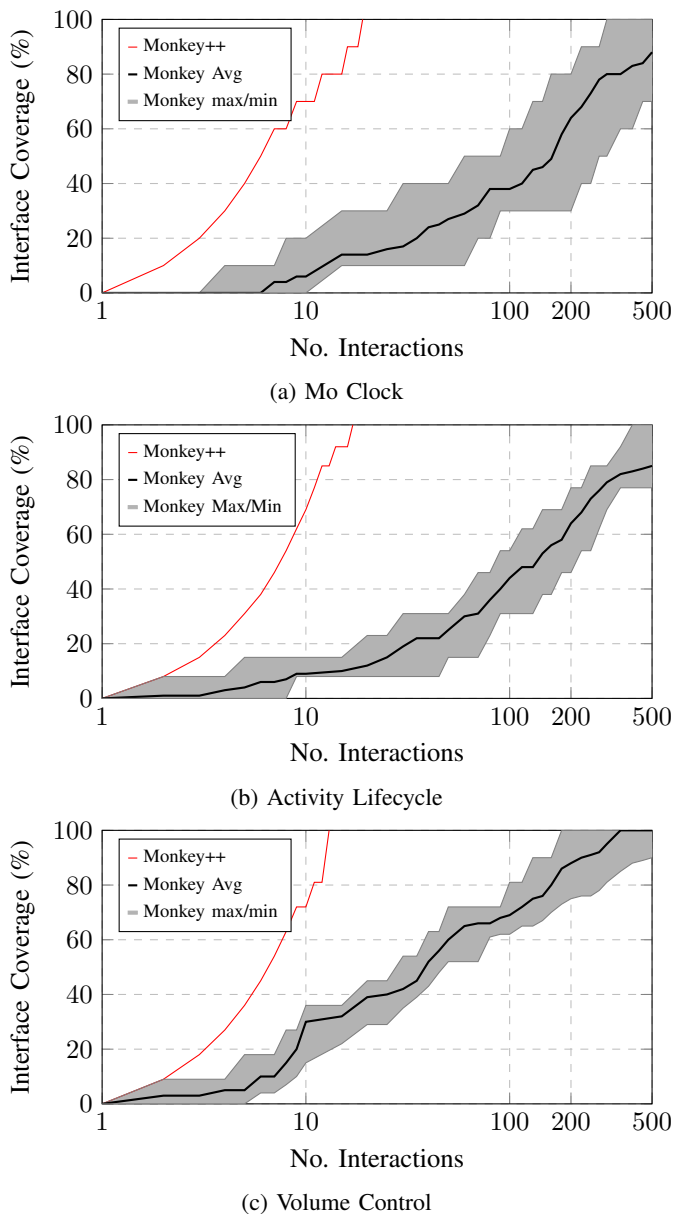 100
80
60
40
20
0
Interface Coverage (%)
Monkey++
Monkey Avg
Monkey max/min
1
10
100
200
500
No. Interactions
(a) Mo Clock
100
80
60
40
20
0
Interface Coverage (%)
Monkey++
Monkey Avg
Monkey Max/Min
1
10
100
200
500
No. Interactions
(b) Activity Lifecycle
100
80
60
40
20
0
Interface Coverage (%)
Monkey++
Monkey Avg
Monkey max/min
1
10
100
200
500
No. Interactions
(c) Volume Control